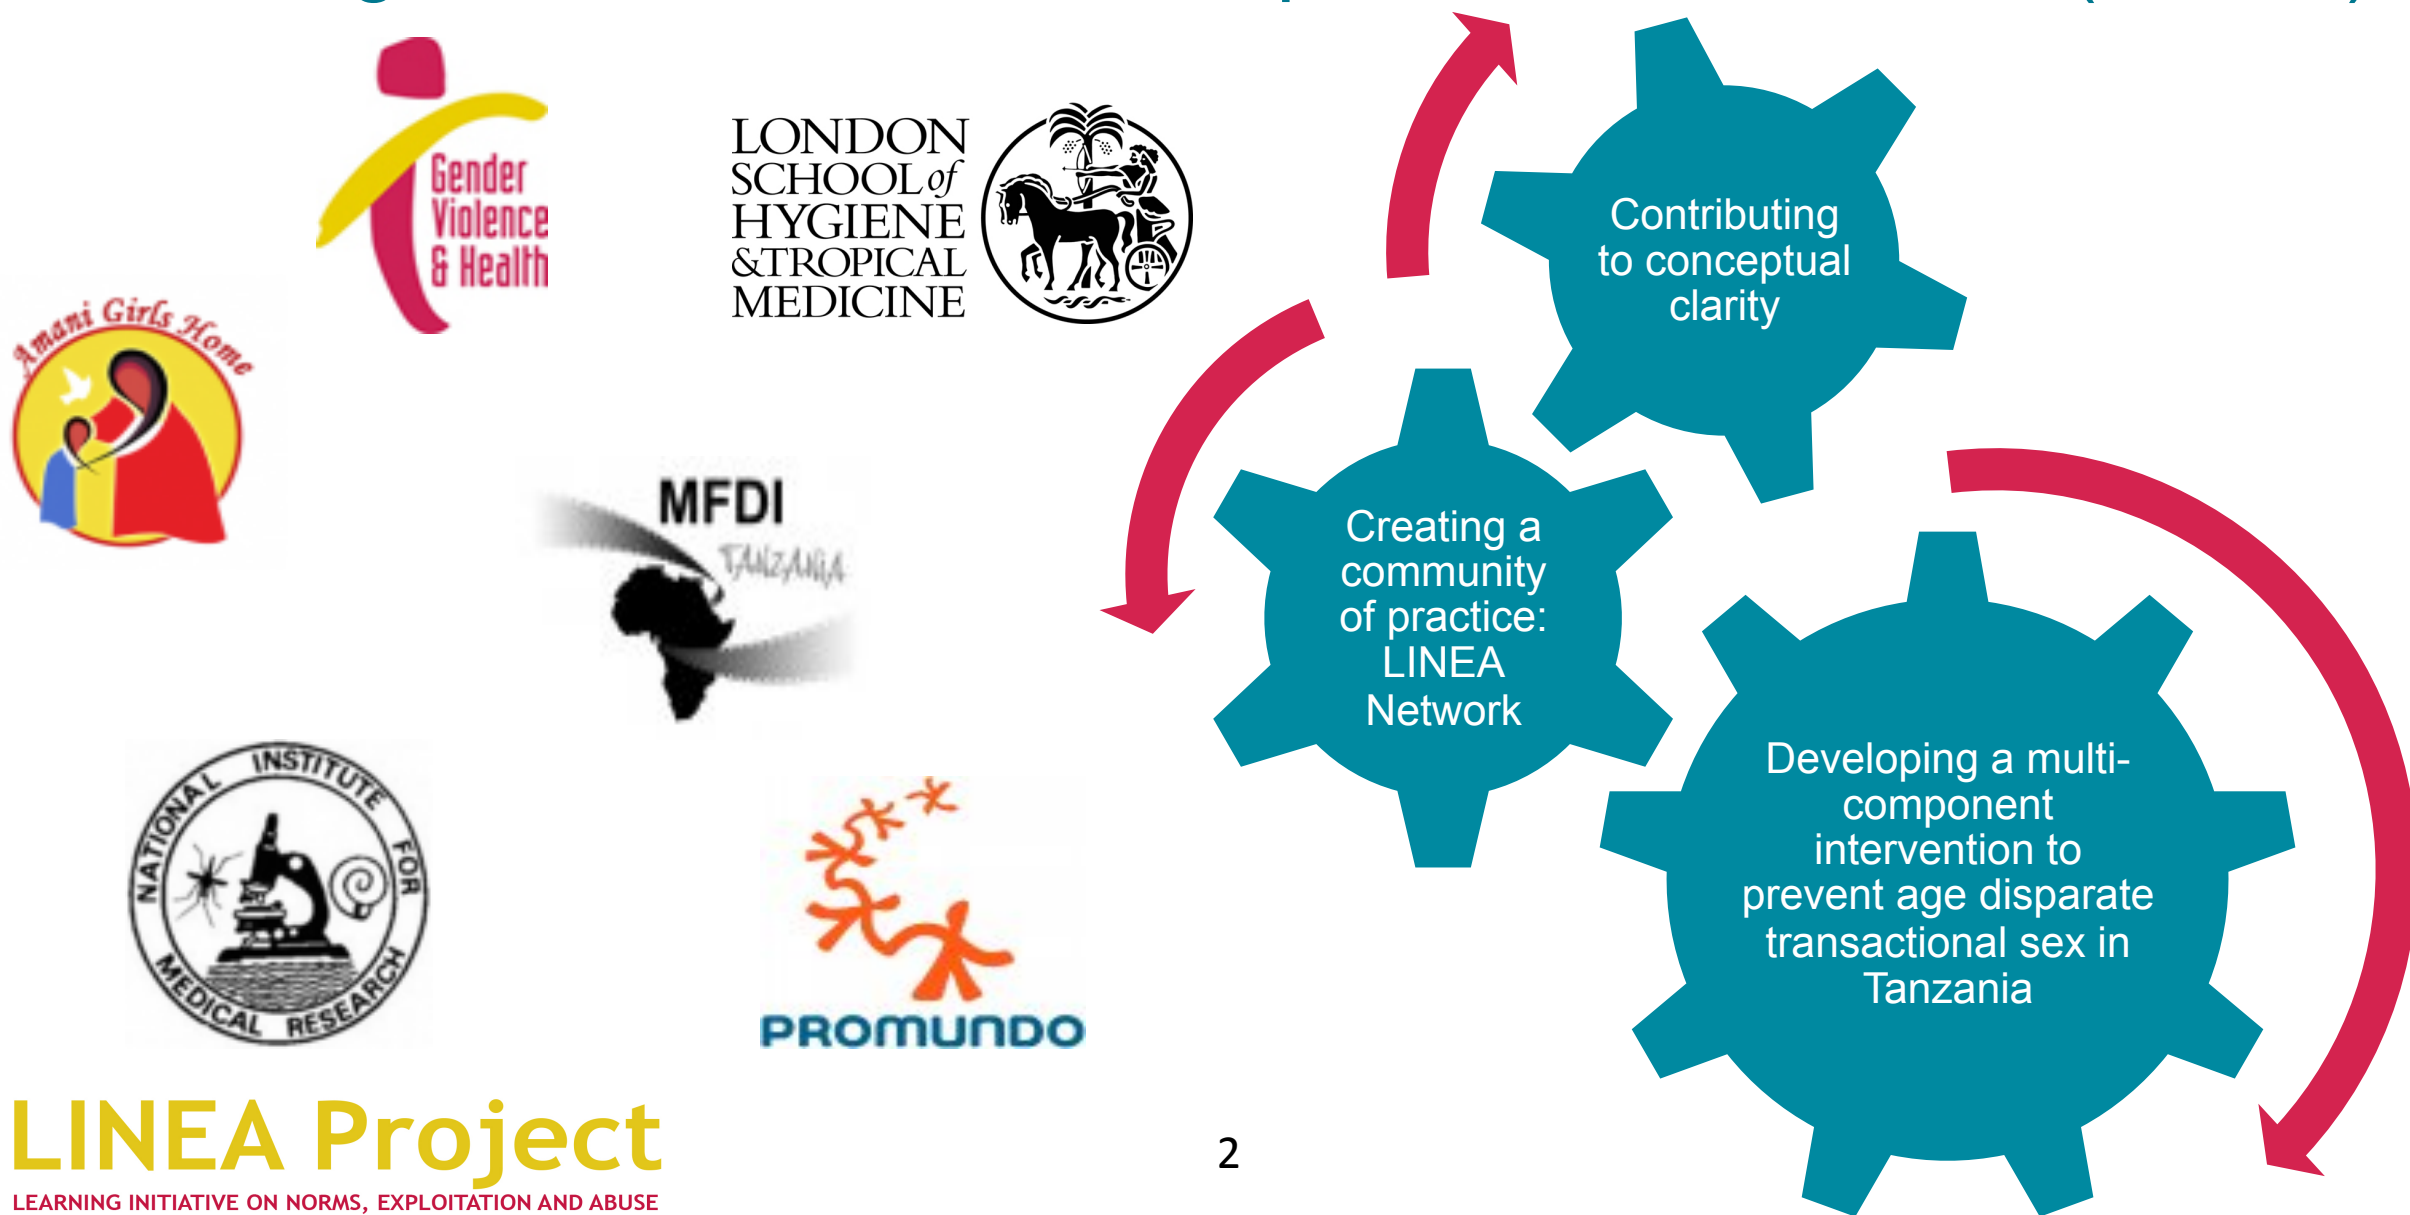 Gender
Violence
& Health
LONDON
SCHOOL of
HYGIENE
& TROPICAL
MEDICINE
Amani Girls Home
MFDI
TANZANIA
NATIONAL INSTITUTE FOR
MEDICAL RESEARCH
PROMUNDO
Contributing
to conceptual
clarity
Creating a
community
of practice:
LINEA
Network
Developing a multi-
component
intervention to
prevent age disparate
transactional sex in
Tanzania
LINEA Project
LEARNING INITIATIVE ON NORMS, EXPLOITATION AND ABUSE
2